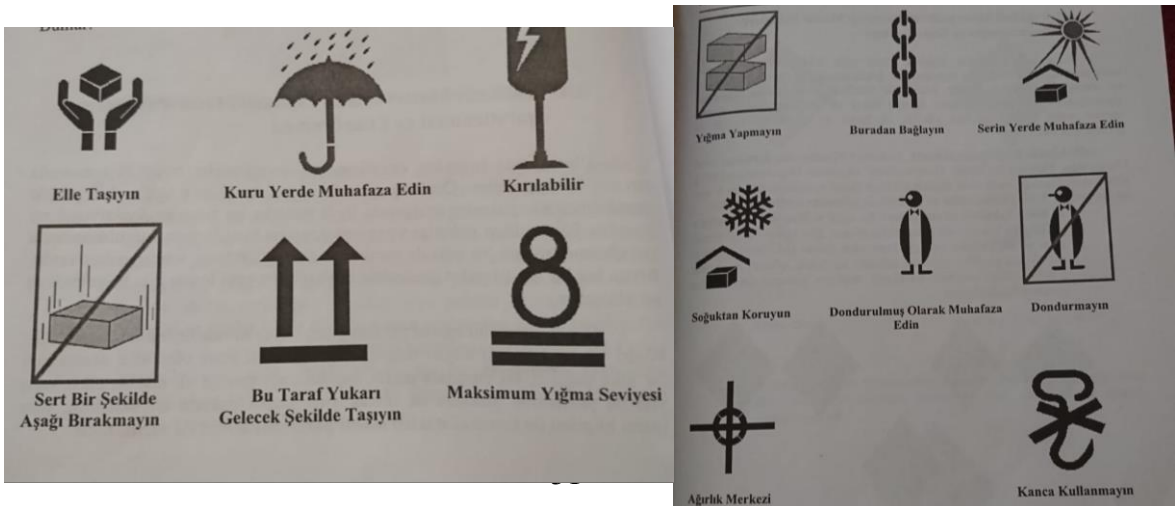 Elle Taşıyın
Kuru Yerde Muhafaza Edin
Kırılabilir
Sert Bir Şekilde
Aşağı Bırakmayın
Bu Taraf Yukarı
Gelecek Şekilde Taşıyın
8
Maksimum Yığma Seviyesi
Yığma Yapmayın
Buradan Bağlayın
Serin Yerde Muhafaza Edin
Soğuktan Koruyun
Dondurulmuş Olarak Muhafaza
Edin
Dondurmayın
Ağırlık Merkezi
Kanca Kullanmayın